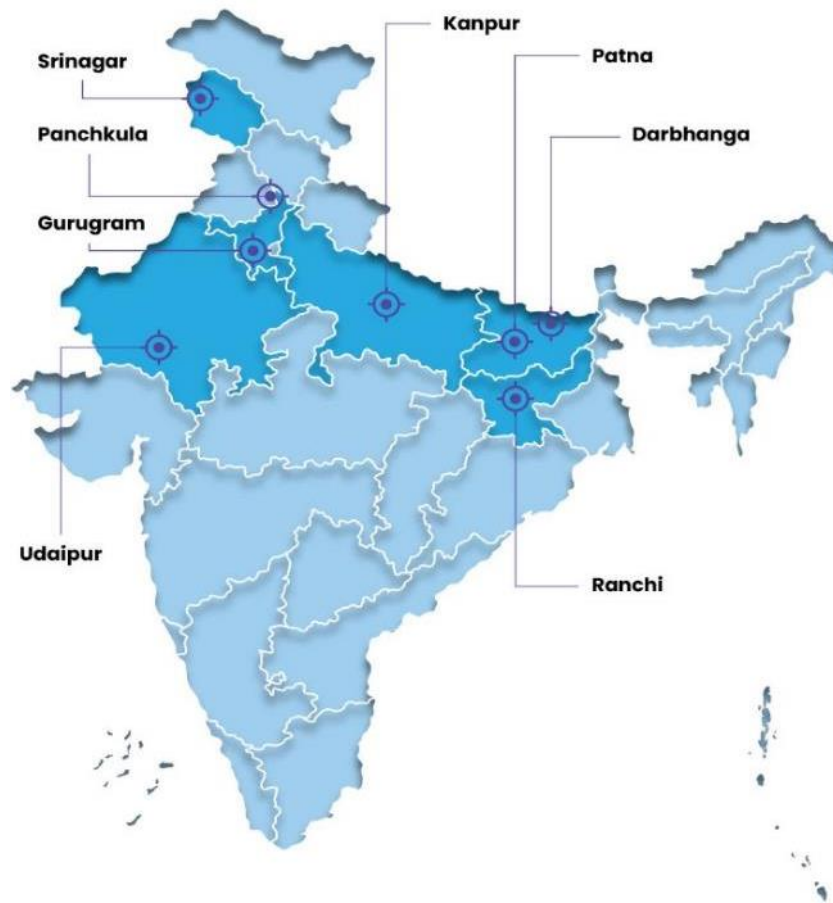 Kanpur
Srinagar
Patna
Panchkula
Darbhanga
Gurugram
Udaipur
Ranchi